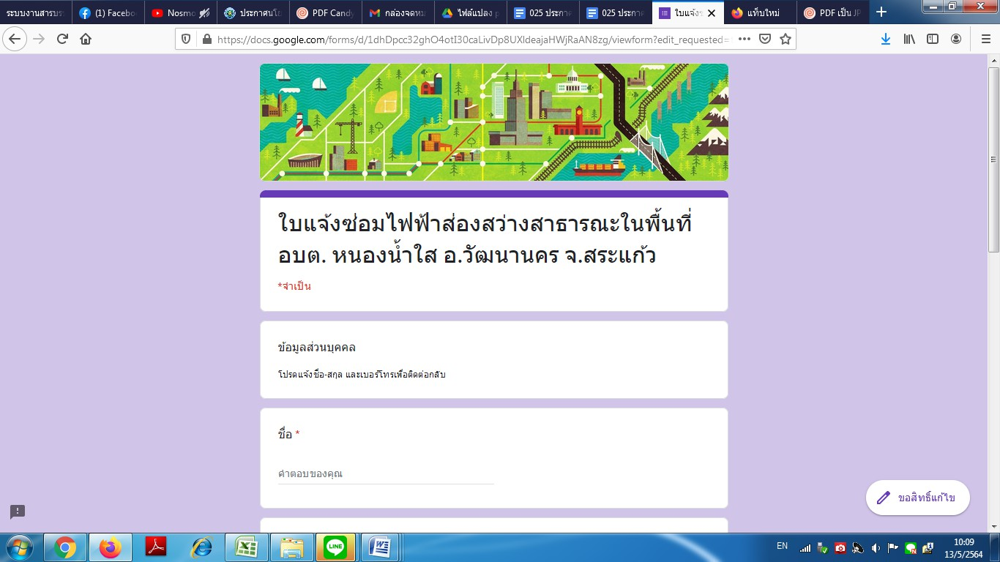 ระบบงานสารบรร
(1) Facebo
Nosmo
ประกาศนโย
PDF Candy
กล่องจดหม
ไฟล์แปลง p
025 ประกาศ
025 ประกาศ
ใบแจ้งซ
แท็บใหม่
PDF เป็น JP
https://docs.google.com/forms/d/1dhDpcc32ghO4otI30caLivDp8UXIdeajaHWjRaAN8zg/viewform?edit_requested=
ใบแจ้งซ่อมไฟฟ้าส่องสว่างสาธารณะในพื้นที่
อบต. หนองน้ำใส อ.วัฒนานคร จ.สระแก้ว
*จำเป็น
ข้อมูลส่วนบุคคล
โปรดแจ้งชื่อ-สกุล และเบอร์โทรเพื่อติดต่อกลับ
ชื่อ *
คำตอบของคุณ
ขอสิทธิ์แก้ไข
LINE
EN
10:09
13/5/2564